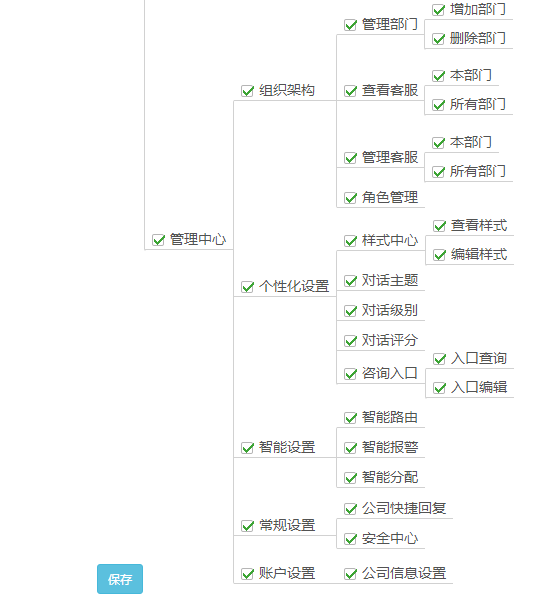 增加部门
管理部门
删除部门
本部门
组织架构
查看客服
所有部门
本部门
管理客服
所有部门
角色管理
查看样式
管理中心
样式中心
编辑样式
对话主题
个性化设置
对话级别
对话评分
入口查询
咨询入口
入口编辑
智能路由
智能设置
智能报警
智能分配
公司快捷回复
常规设置
安全中心
账户设置
公司信息设置
保存